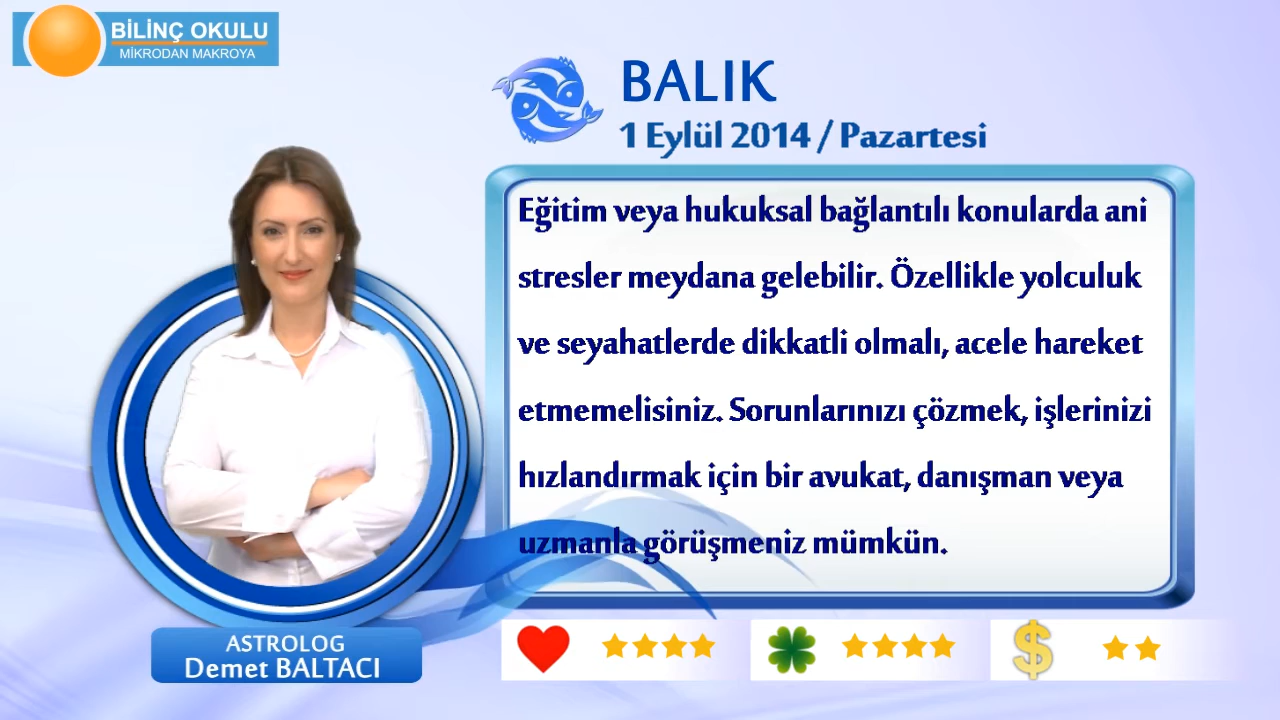 BİLİNÇ OKULU
MİKRODAN MAKROYA
BALIK
1 Eylül 2014 / Pazartesi
Eğitim veya hukuksal bağlantılı konularda ani
stresler meydana gelebilir. Özellikle yolculuk
ve seyahatlerde dikkatli olmalı, acele hareket
etmemelisiniz. Sorunlarınızı çözmek, işlerinizi
hızlandırmak için bir avukat, danışman veya
uzmanla görüşmeniz mümkün.
ASTROLOG
Demet BALTACI
$